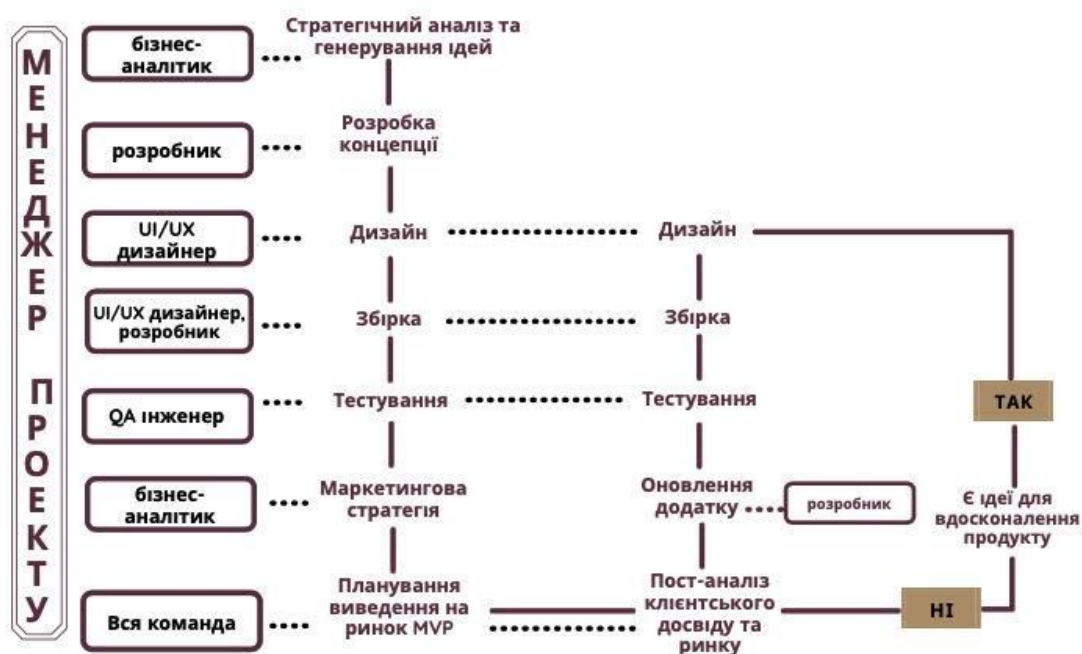 МЕНЕДЖЕР ПРОЕКТУ
бізнес-
аналітик
Стратегічний аналіз та
генерування ідей
розробник
Розробка
концепції
UI/UX
дизайнер
Дизайн
Дизайн
UI/UX дизайнер,
розробник
Збірка
Збірка
QA інженер
Тестування
Тестування
ТАК
бізнес-
аналітик
Маркетингова
стратегія
Оновлення
додатку
розробник
Є ідеї для
вдосконалення
продукту
Вся команда
Планування
виведення на
ринок MVP
Пост-аналіз
клієнтського
досвіду та
ринку
НІ